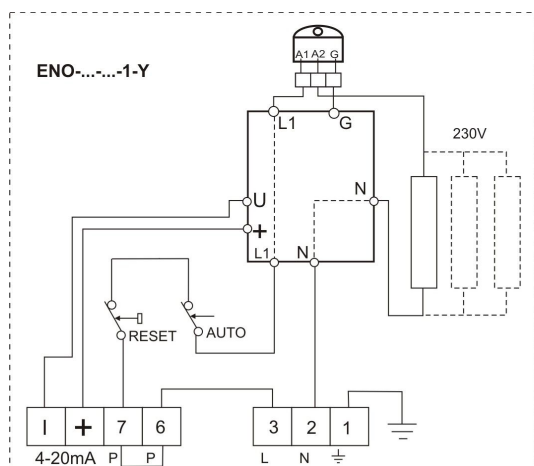 ENO-...-...-1-Y
A1 A2 G
L1 G
230V
U
N
+
L1 N
RESET AUTO
I + 7 6 3 2 1
4-20mA P P L N